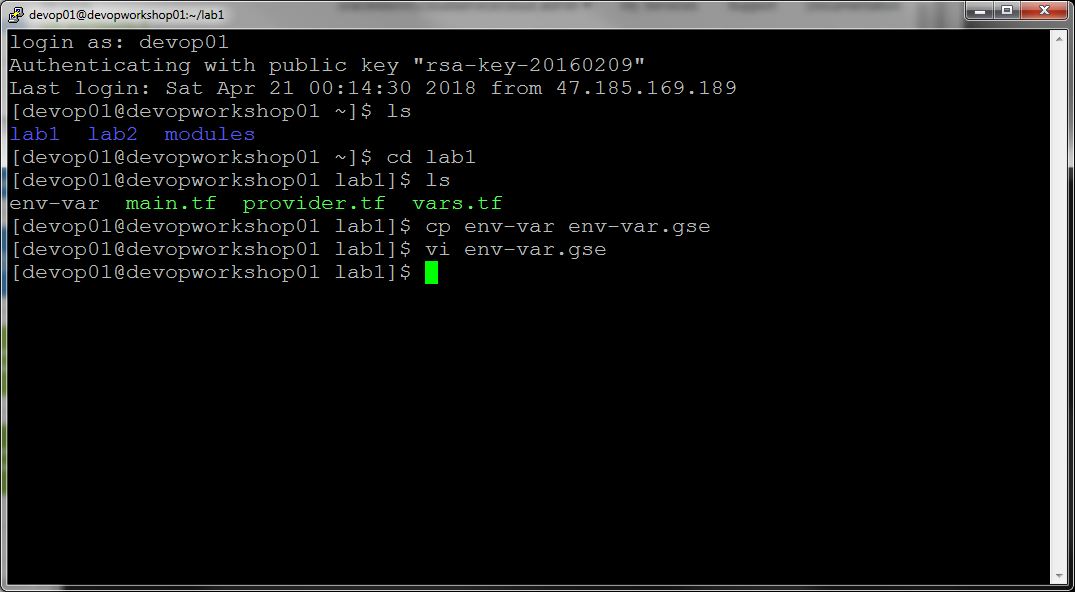 devop01@devopworkshop01:~/lab1
login as: devop01
Authenticating with public key "rsa-key-20160209"
Last login: Sat Apr 21 00:14:30 2018 from 47.185.169.189
[devop01@devopworkshop01 ~]$ ls
lab1  lab2  modules
[devop01@devopworkshop01 ~]$ cd lab1
[devop01@devopworkshop01 lab1]$ ls
env-var  main.tf  provider.tf  vars.tf
[devop01@devopworkshop01 lab1]$ cp env-var env-var.gse
[devop01@devopworkshop01 lab1]$ vi env-var.gse
[devop01@devopworkshop01 lab1]$